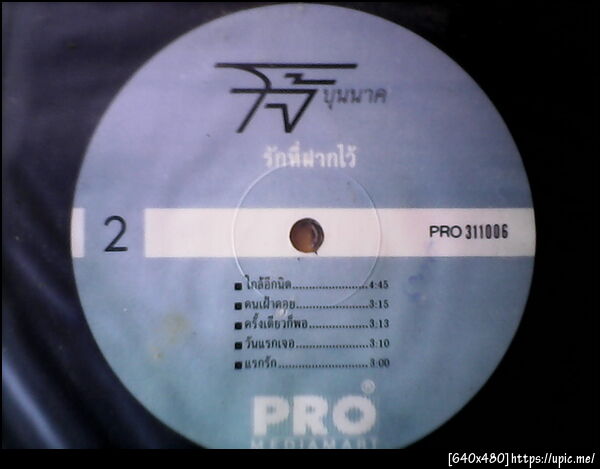 วิจั บุนนาค
รักที่ฝากไว้
2
PRO 311006
ใกล้อีกนิด........................4:45
คนเฝ้าคอย.......................3:15
ครั้งเดียวก็พอ....................3:13
วันแรกเจอ........................3:10
แรกรัก..............................3:00
PRO®
MEDIAMART
[640x480]https://upic.me/